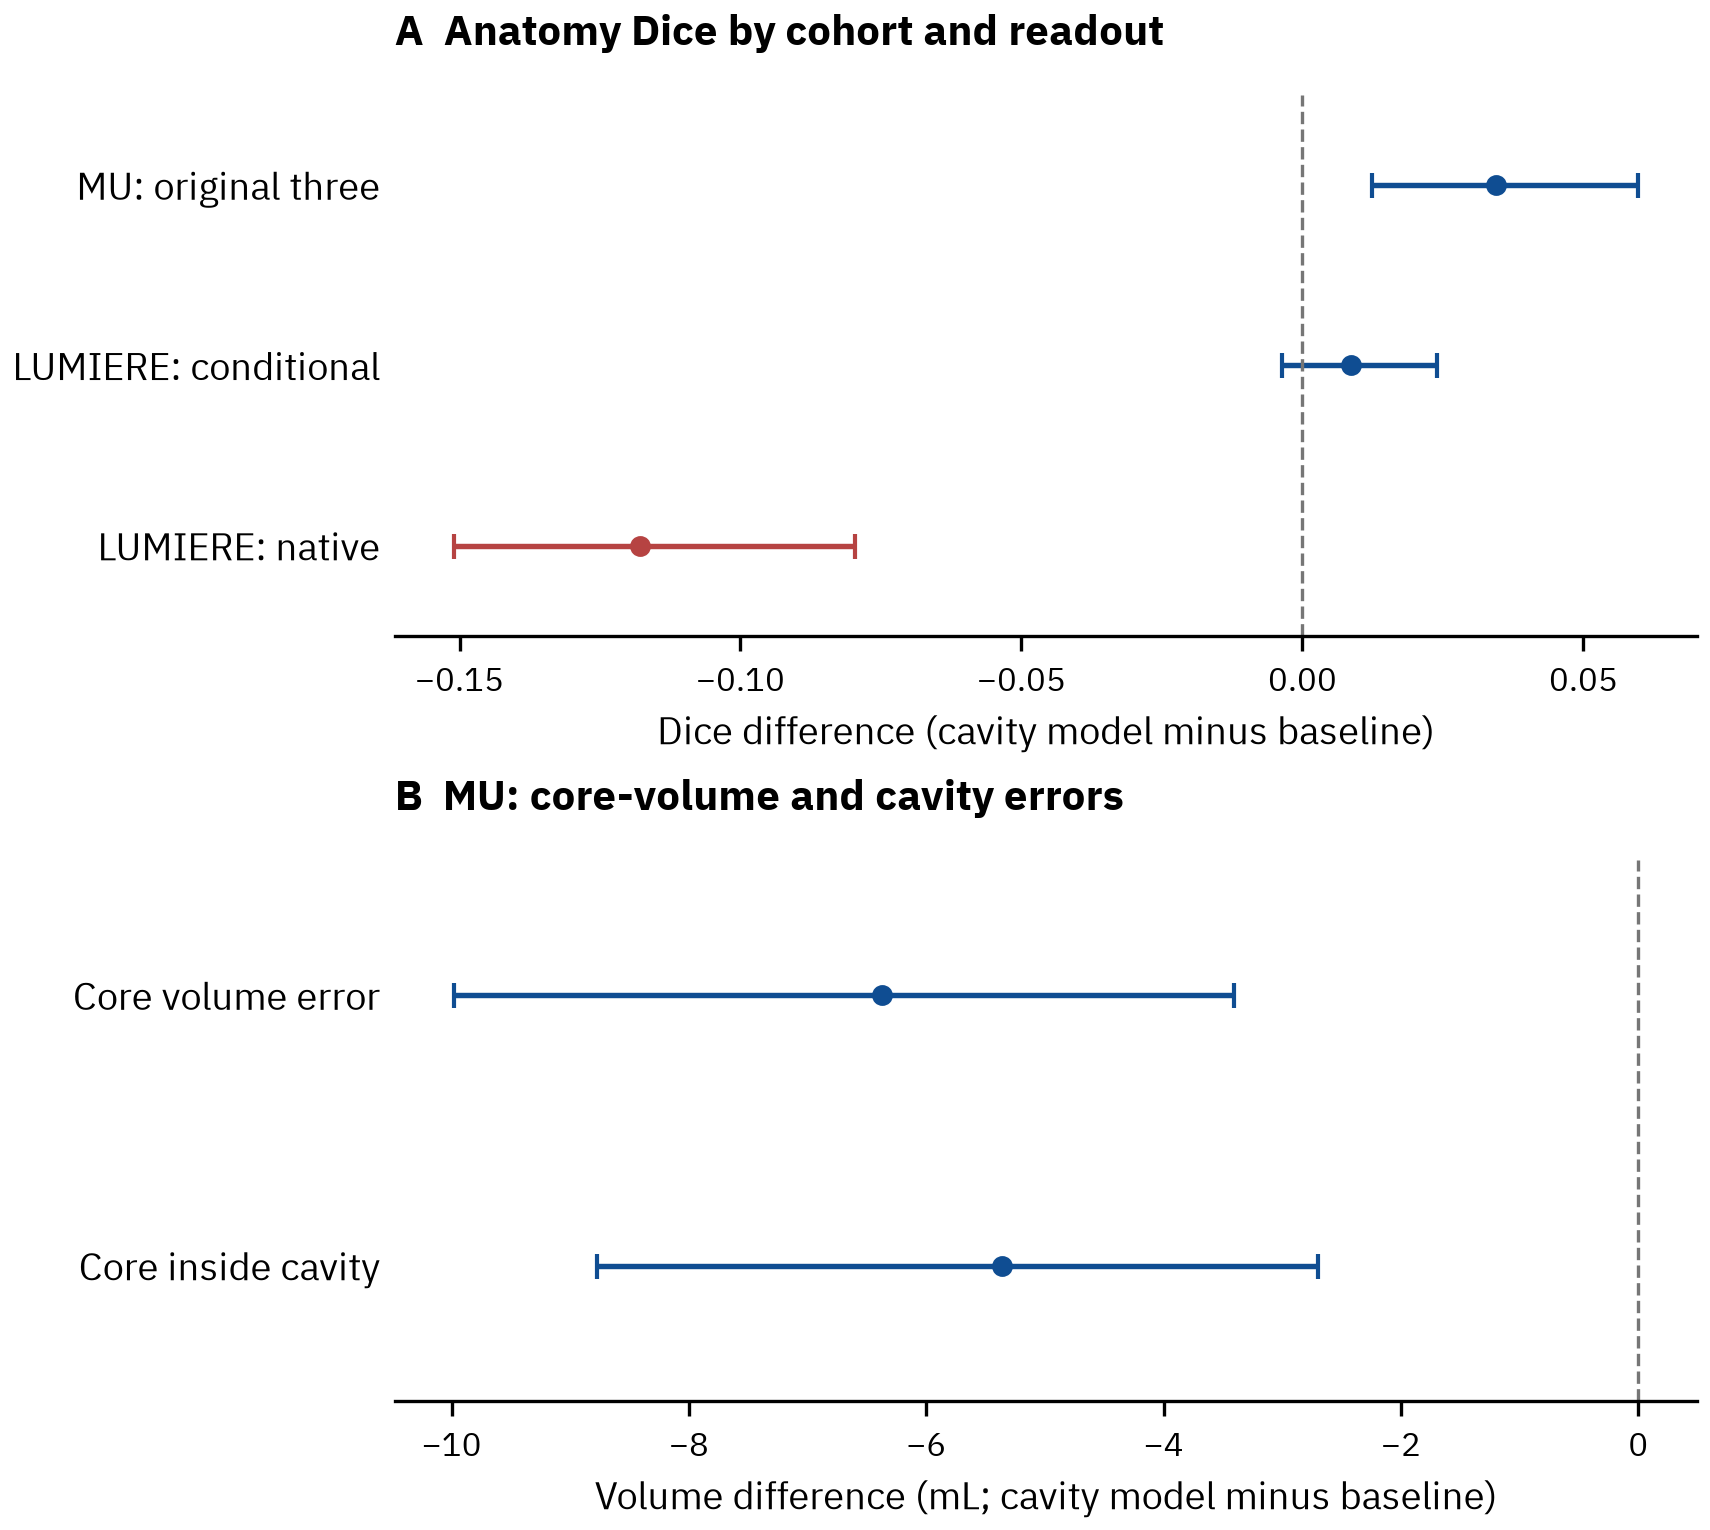 A Anatomy Dice by cohort and readout
MU: original three
LUMIERE: conditional
LUMIERE: native
−0.15 −0.10 −0.05 0.00 0.05
Dice difference (cavity model minus baseline)
B MU: core-volume and cavity errors
Core volume error
Core inside cavity
−10 −8 −6 −4 −2 0
Volume difference (mL; cavity model minus baseline)